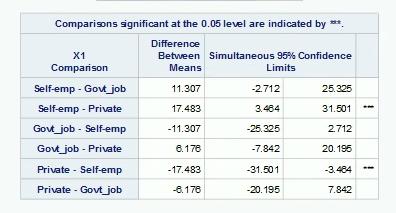 Comparisons significant at the 0.05 level are indicated by ***.
X1 Comparison Difference Between Means Simultaneous 95% Confidence Limits
Self-emp - Govt_job 11.307 -2.712 25.325
Self-emp - Private 17.483 3.464 31.501 ***
Govt_job - Self-emp -11.307 -25.325 2.712
Govt_job - Private 6.176 -7.842 20.195
Private - Self-emp -17.483 -31.501 -3.464 ***
Private - Govt_job -6.176 -20.195 7.842